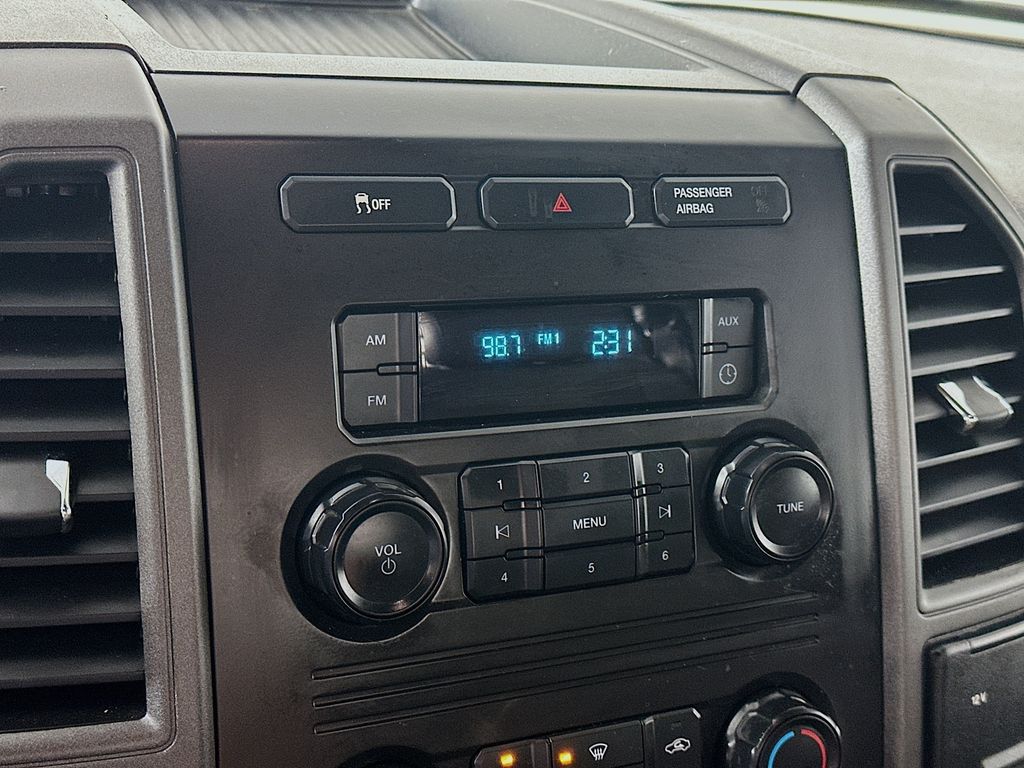 OFF
PASSENGER OFF
AIRBAG
AM
98.7 FM1 2:31
AUX
FM
1 2 3
MENU
4 5 6
VOL
TUNE
12V